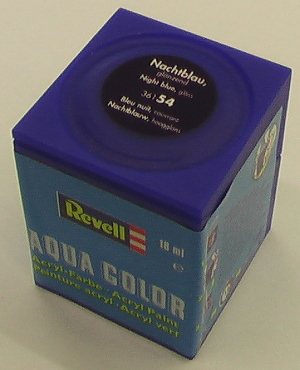 Nachtblau,
glänzend
Night blue, gloss
36154
Bleu nuit, couvrant
Nachtblauw, hoogglans
Revell
18 ml
e
AQUA COLOR
Acryl-Farbe · Acryl Paint
Peinture acryl · Acryl verf